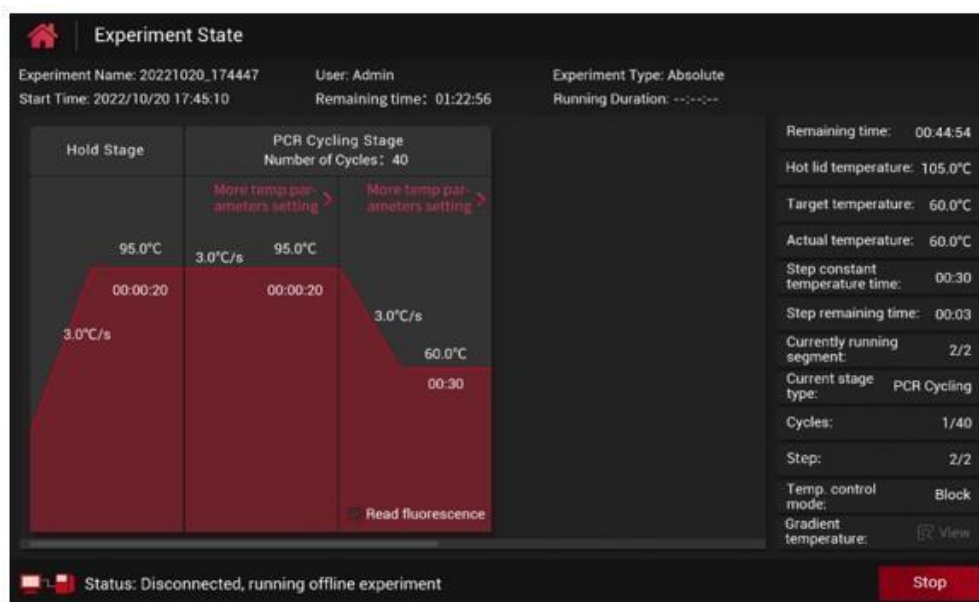 Experiment State
Experiment Name: 20221020_174447 User: Admin Experiment Type: Absolute
Start Time: 2022/10/20 17:45:10 Remaining time: 01:22:56 Running Duration: --:--:--
Hold Stage
PCR Cycling Stage
Number of Cycles: 40
More temp par-
ameters setting >
More temp par-
ameters setting >
95.0°C
00:00:20
3.0°C/s
3.0°C/s
95.0°C
00:00:20
3.0°C/s
60.0°C
00:30
Read fluorescence
Remaining time: 00:44:54
Hot lid temperature: 105.0°C
Target temperature: 60.0°C
Actual temperature: 60.0°C
Step constant
temperature time: 00:30
Step remaining time: 00:03
Currently running
segment: 2/2
Current stage
type: PCR Cycling
Cycles: 1/40
Step: 2/2
Temp. control
mode: Block
Gradient
temperature: View
Status: Disconnected, running offline experiment
Stop